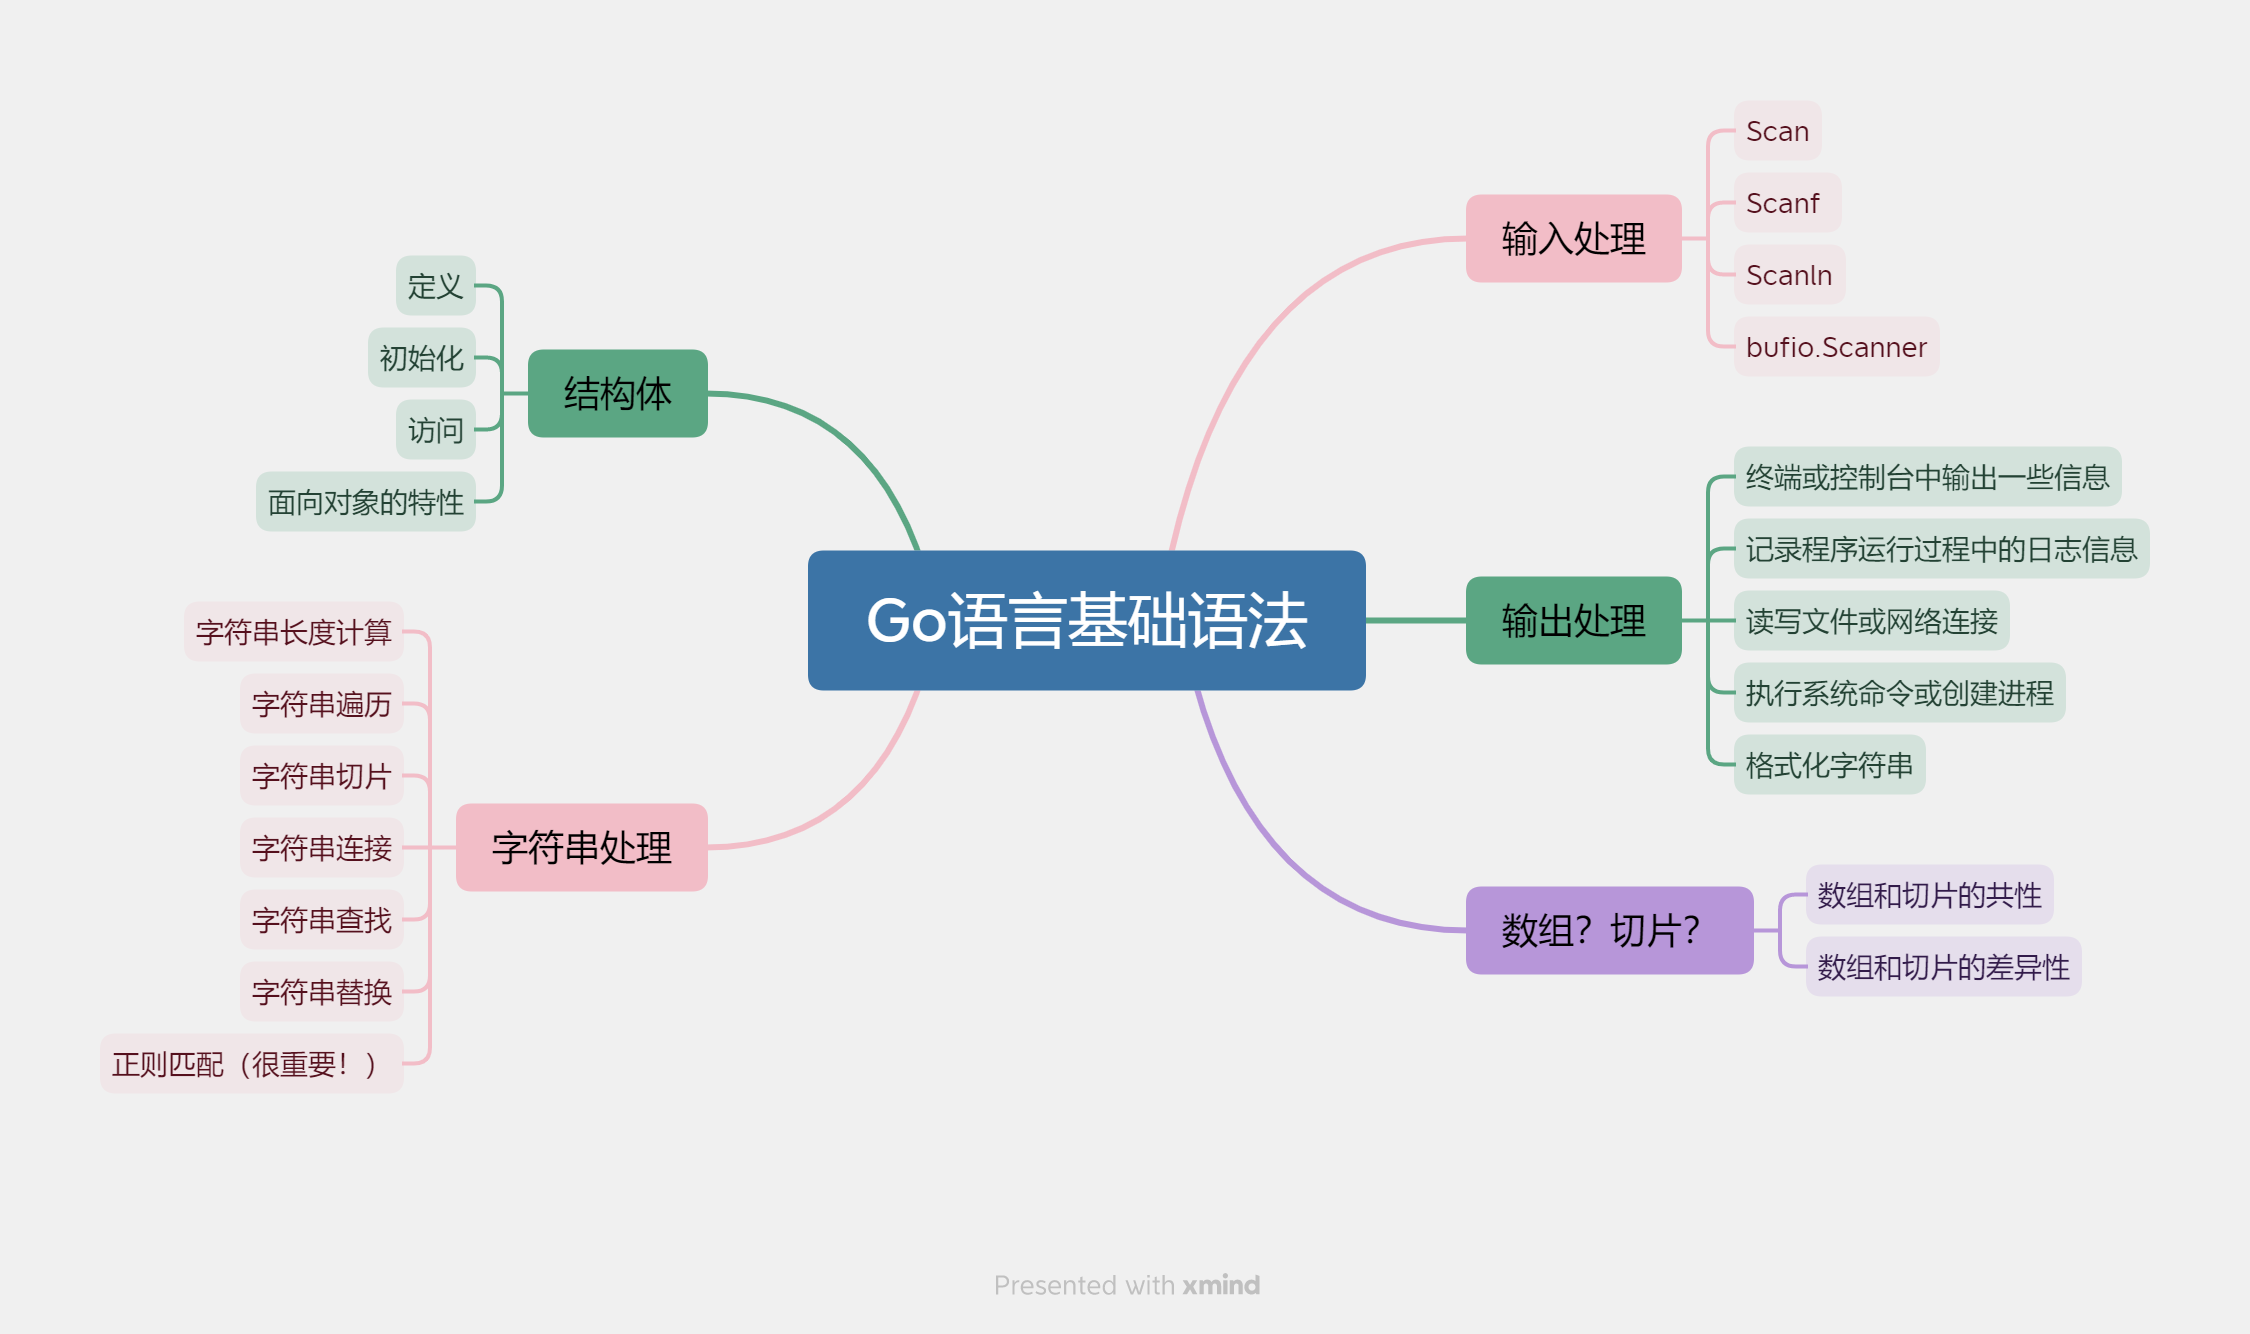 Go语言基础语法
输入处理
Scan
Scanf
Scanln
bufio.Scanner
输出处理
终端或控制台中输出一些信息
记录程序运行过程中的日志信息
读写文件或网络连接
执行系统命令或创建进程
格式化字符串
数组？切片？
数组和切片的共性
数组和切片的差异性
结构体
定义
初始化
访问
面向对象的特性
字符串处理
字符串长度计算
字符串遍历
字符串切片
字符串连接
字符串查找
字符串替换
正则匹配（很重要！）
Presented with xmind